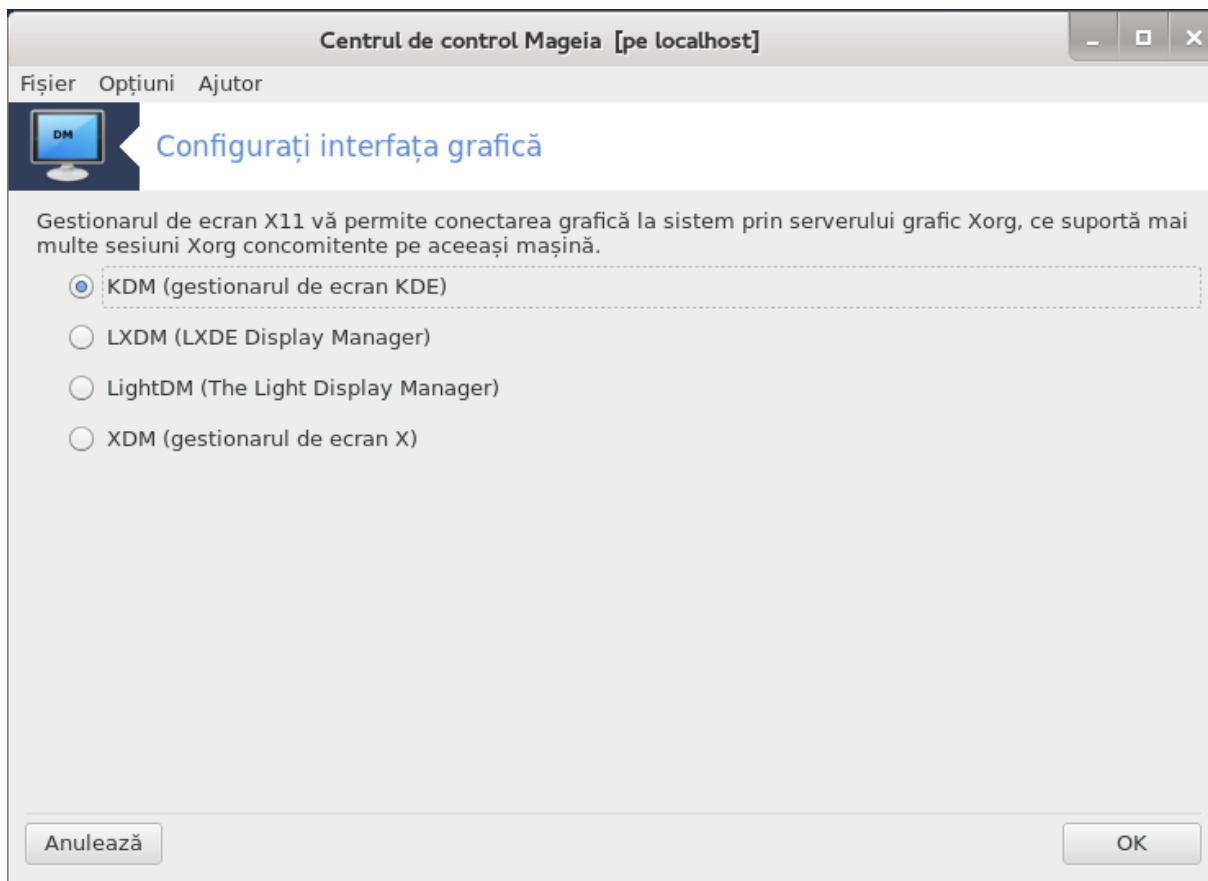 Centrul de control Mageia [pe localhost]
Fișier Opțiuni Ajutor
DM
Configurați interfața grafică
Gestionarul de ecran X11 vă permite conectarea grafică la sistem prin serverului grafic Xorg, ce suportă mai
multe sesiuni Xorg concomitente pe aceeași mașină.
KDM (gestionarul de ecran KDE)
LXDM (LXDE Display Manager)
LightDM (The Light Display Manager)
XDM (gestionarul de ecran X)
Anulează OK